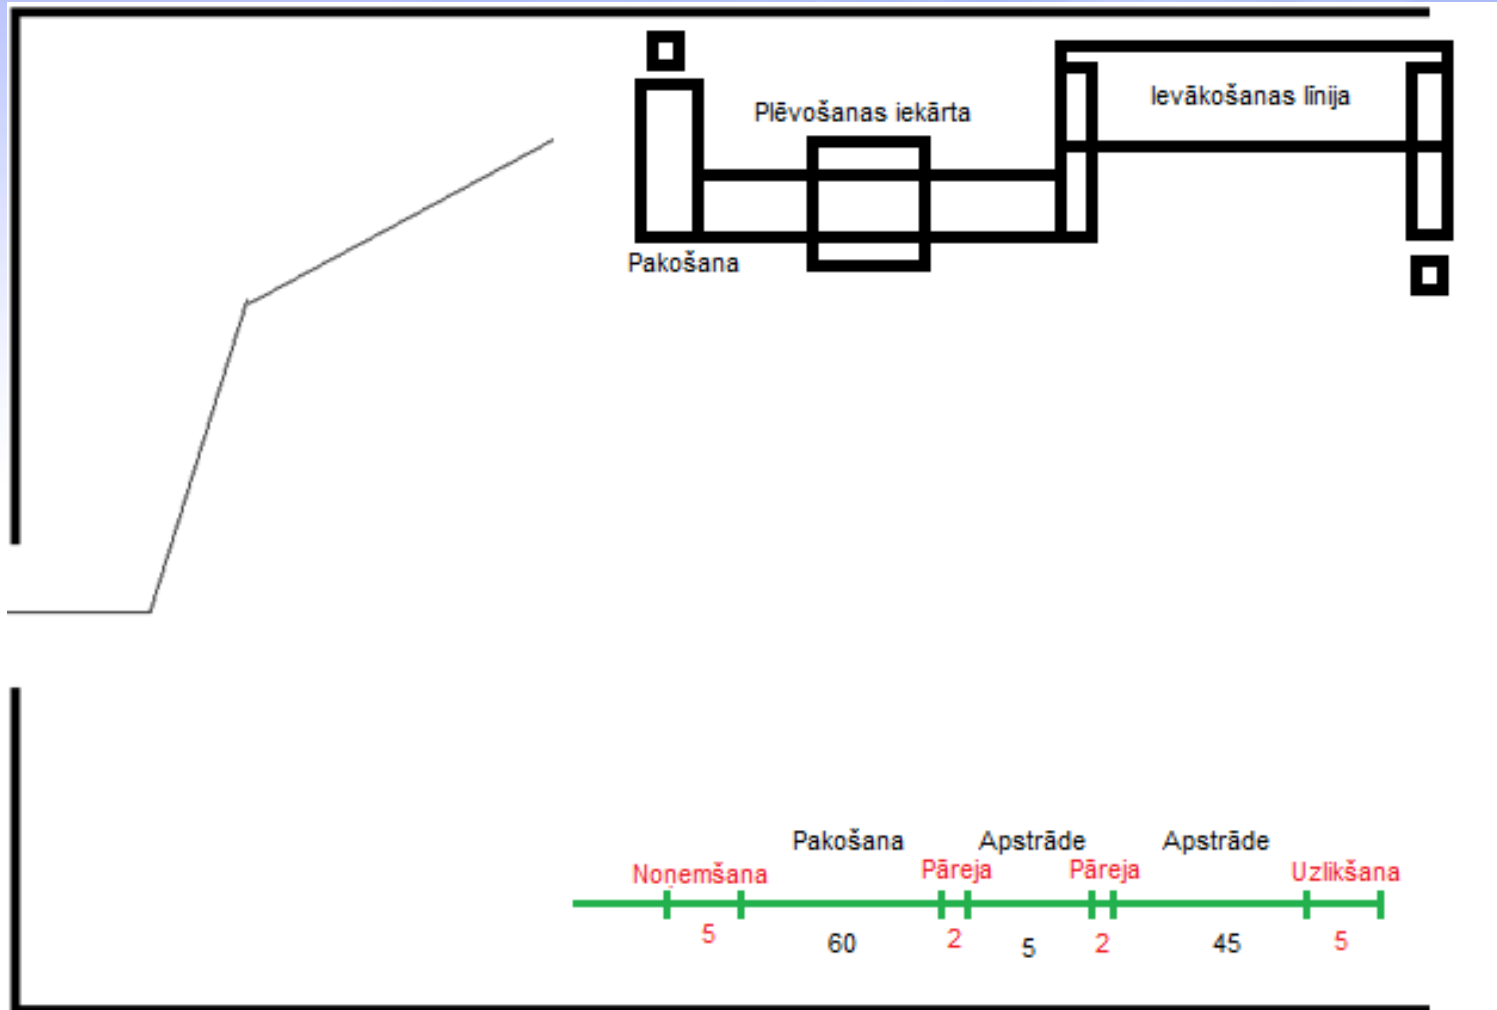 Plēvošanas iekārta
Ievākošanas līnija
Pakošana
Pakošana
Apstrāde
Apstrāde
Noņemšana
Pāreja
Pāreja
Uzlikšana
5
60
2
5
2
45
5